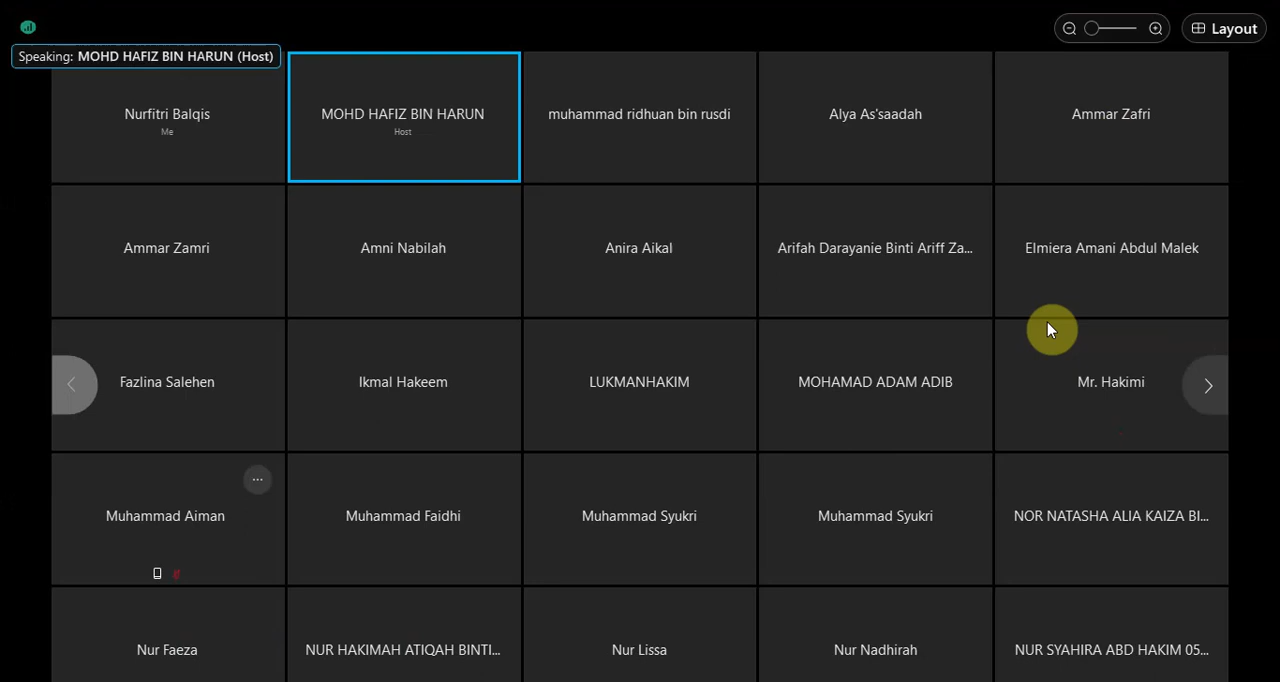 Layout
Speaking: MOHD HAFIZ BIN HARUN (Host)
Nurfitri Balqis
Me
MOHD HAFIZ BIN HARUN
Host
muhammad ridhuan bin rusdi
Alya As'saadah
Ammar Zafri
Ammar Zamri
Amni Nabilah
Anira Aikal
Arifah Darayanie Binti Ariff Za...
Elmiera Amani Abdul Malek
Fazlina Salehen
Ikmal Hakeem
LUKMANHAKIM
MOHAMAD ADAM ADIB
Mr. Hakimi
Muhammad Aiman
Muhammad Faidhi
Muhammad Syukri
Muhammad Syukri
NOR NATASHA ALIA KAIZA BI...
Nur Faeza
NUR HAKIMAH ATIQAH BINTI...
Nur Lissa
Nur Nadhirah
NUR SYAHIRA ABD HAKIM 05...